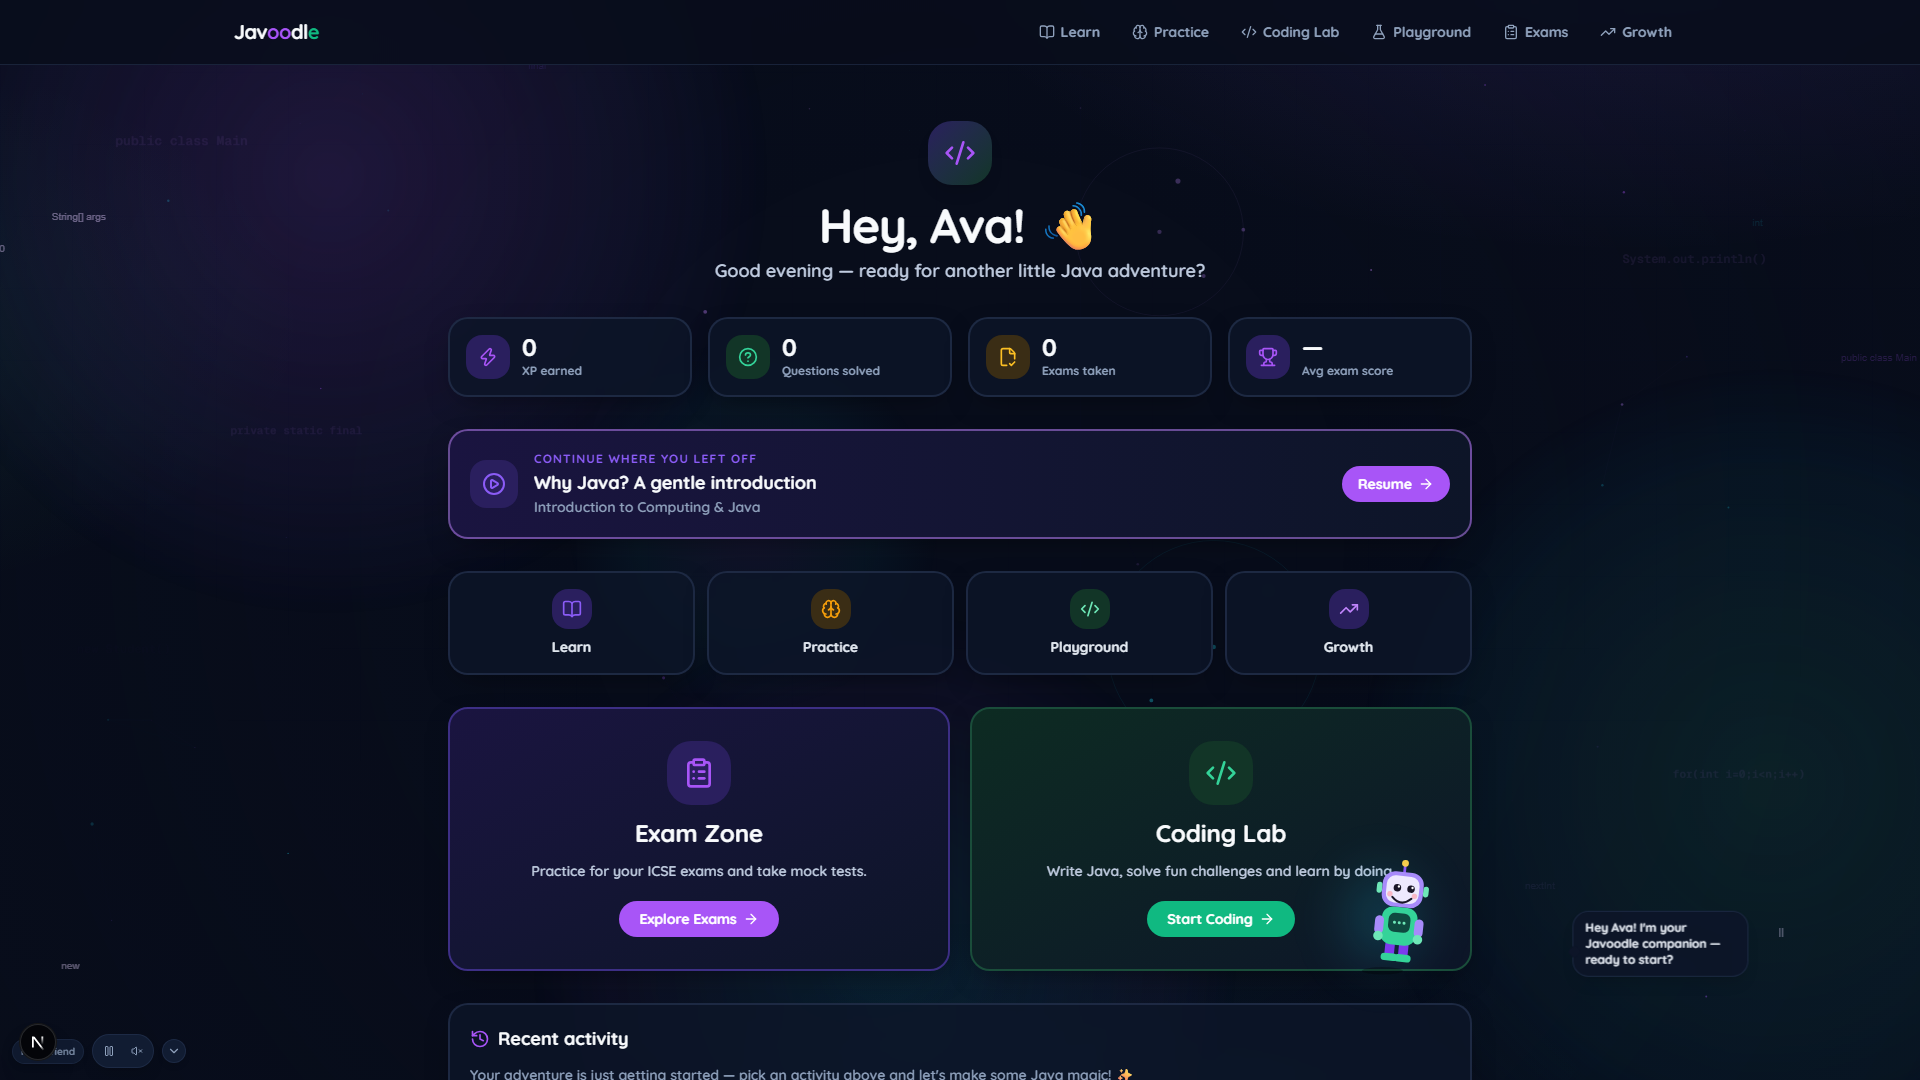 Javoodle
Learn
Practice
Coding Lab
Playground
Exams
Growth
public class Main
String[] args
int
System.out.println()
Hey, Ava! 👋
Good evening — ready for another little Java adventure?
0
XP earned
0
Questions solved
0
Exams taken
—
Avg exam score
public class Main
private static final
CONTINUE WHERE YOU LEFT OFF
Why Java? A gentle introduction
Introduction to Computing & Java
Resume →
Learn
Practice
Playground
Growth
Exam Zone
Practice for your ICSE exams and take mock tests.
Explore Exams →
Coding Lab
Write Java, solve fun challenges and learn by doing
Start Coding →
for(int i=0;i<n;i++)
Hey Ava! I'm your
Javoodle companion —
ready to start?
new
N
iend
Recent activity
Your adventure is just getting started — pick an activity above and let's make some Java magic! ✨